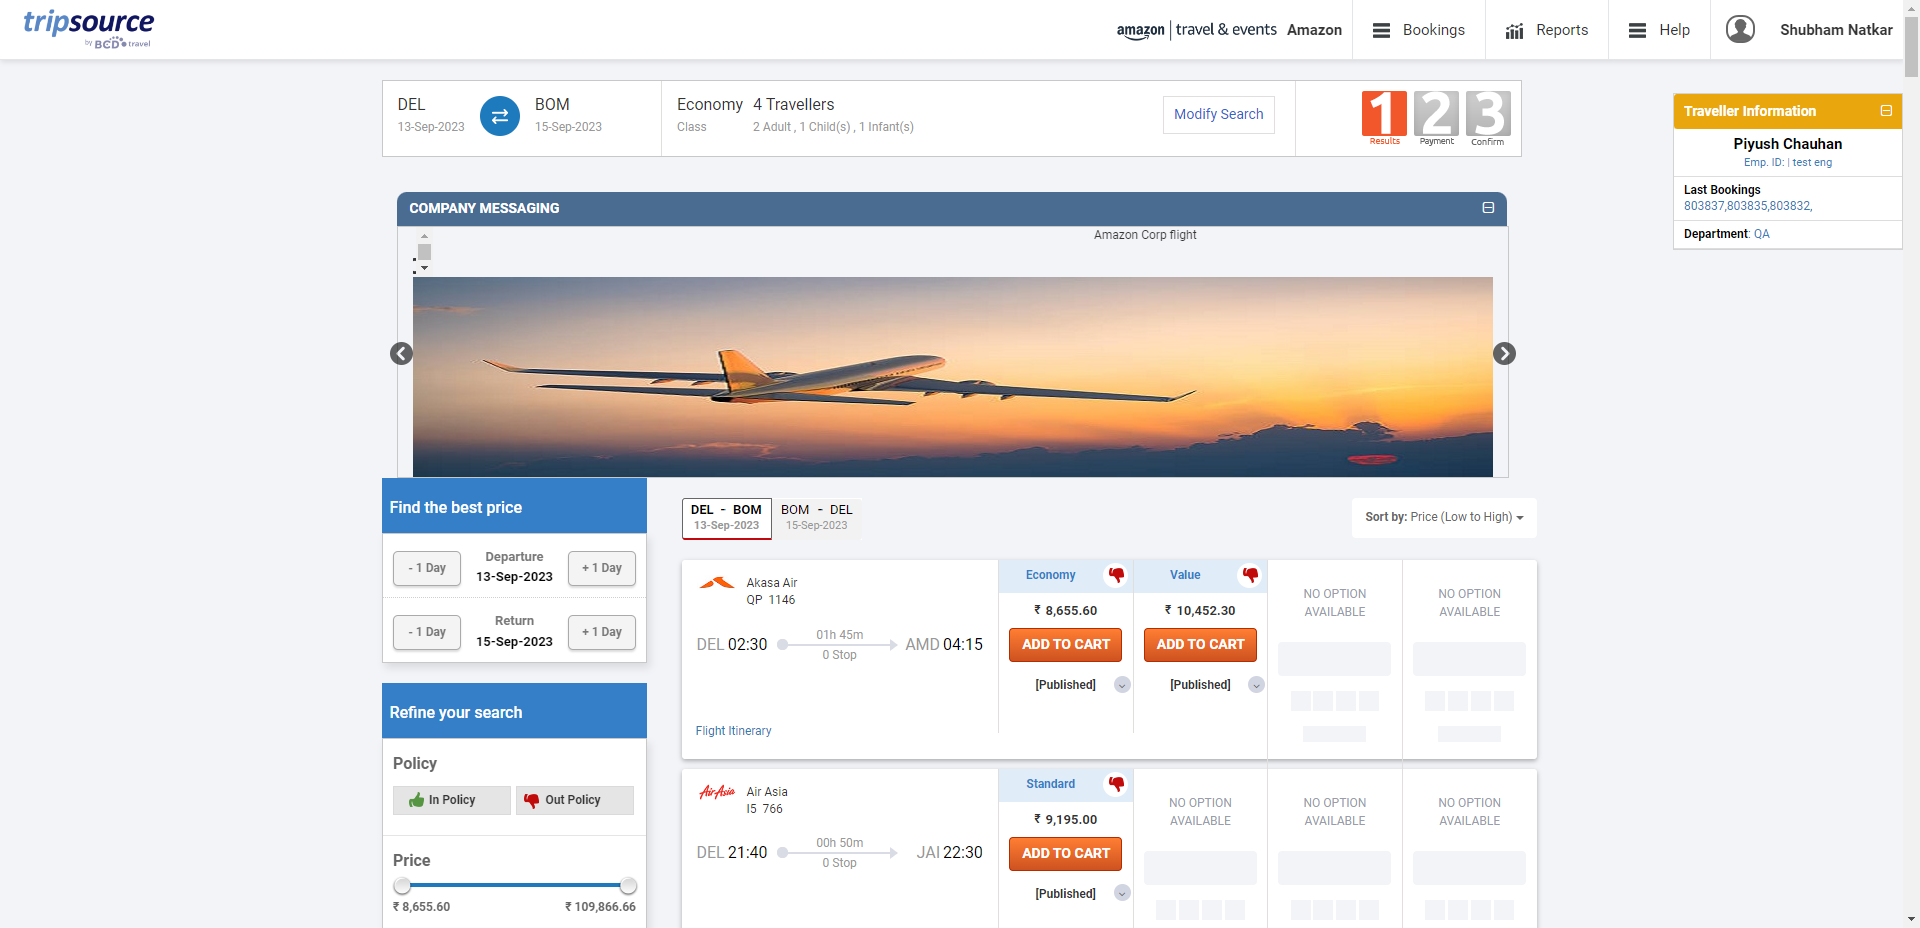 tripsource
by BCD travel
amazon | travel & events Amazon
Bookings
Reports
Help
Shubham Natkar
DEL
13-Sep-2023
BOM
15-Sep-2023
Economy
Class
4 Travellers
2 Adult , 1 Child(s) , 1 Infant(s)
Modify Search
1
Results
2
Payment
3
Confirm
Traveller Information
Piyush Chauhan
Emp. ID: | test eng
Last Bookings
803837,803835,803832,
Department: QA
COMPANY MESSAGING
Amazon Corp flight
Find the best price
- 1 Day
Departure
13-Sep-2023
+ 1 Day
- 1 Day
Return
15-Sep-2023
+ 1 Day
Refine your search
Policy
In Policy
Out Policy
Price
₹ 8,655.60
₹ 109,866.66
DEL - BOM
13-Sep-2023
BOM - DEL
15-Sep-2023
Sort by: Price (Low to High)
Akasa Air
QP 1146
DEL 02:30
01h 45m
0 Stop
AMD 04:15
Flight Itinerary
Economy
₹ 8,655.60
ADD TO CART
[Published]
Value
₹ 10,452.30
ADD TO CART
[Published]
NO OPTION
AVAILABLE
NO OPTION
AVAILABLE
AirAsia
Air Asia
I5 766
DEL 21:40
00h 50m
0 Stop
JAI 22:30
Standard
₹ 9,195.00
ADD TO CART
[Published]
NO OPTION
AVAILABLE
NO OPTION
AVAILABLE
NO OPTION
AVAILABLE